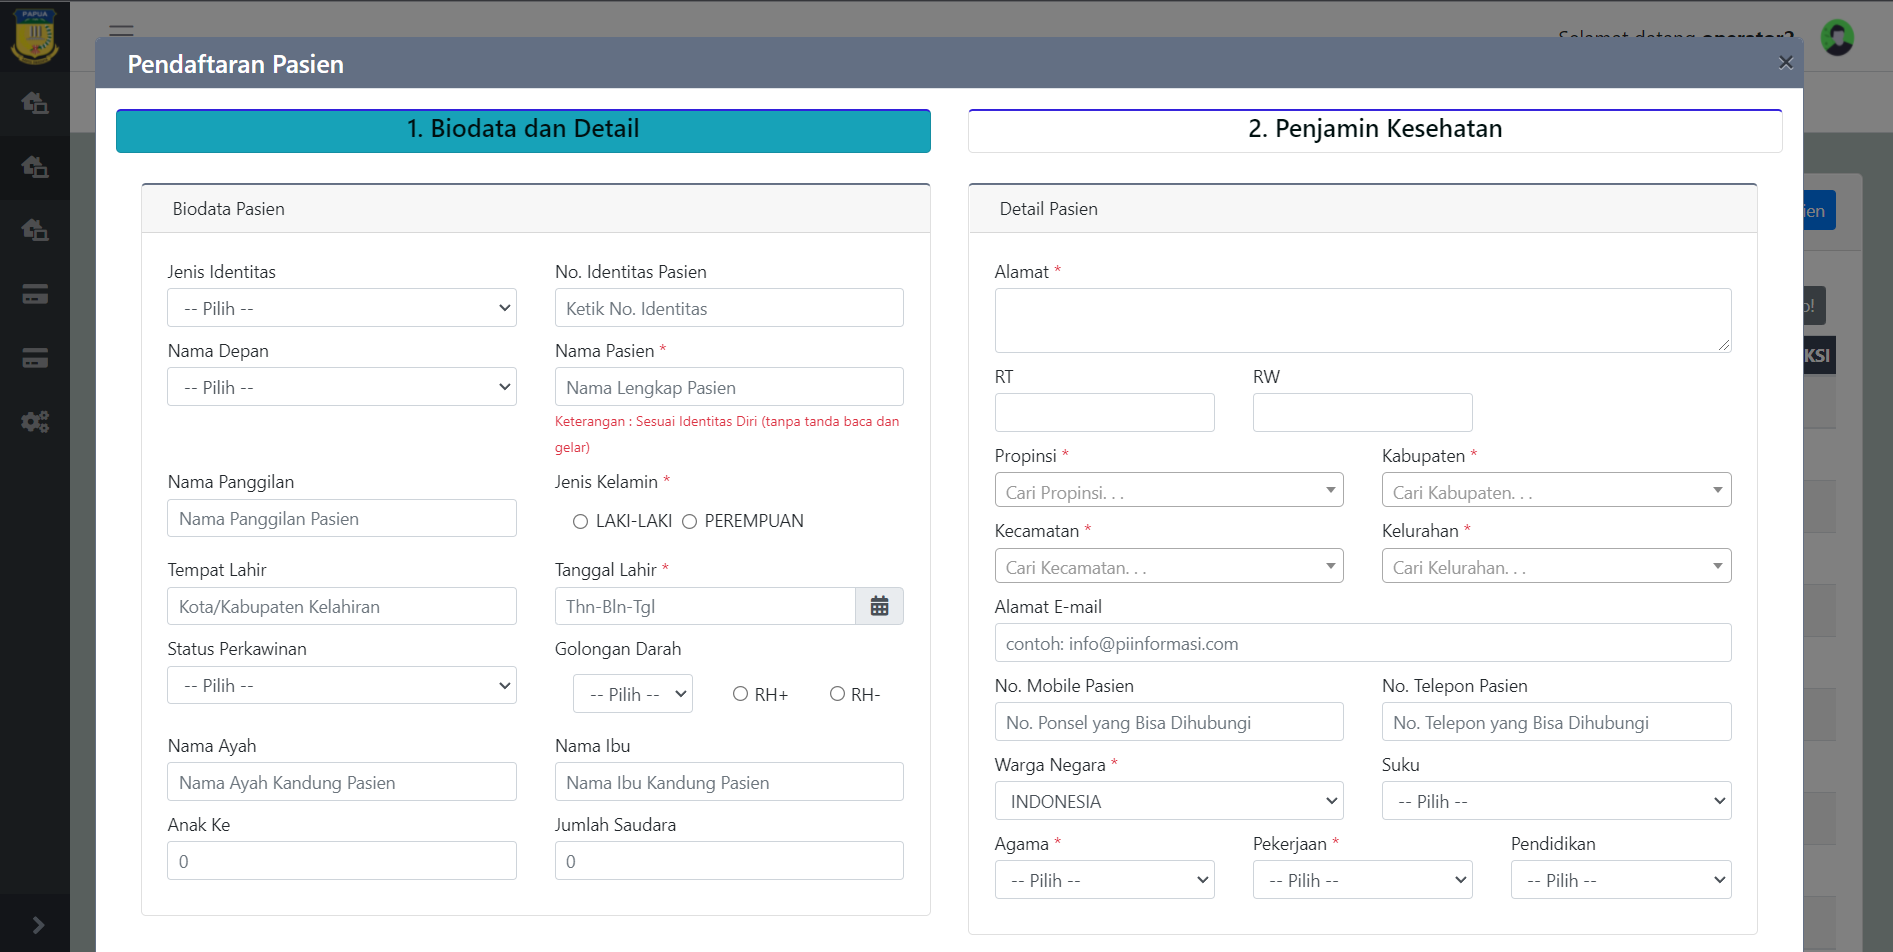 PAPUA
Selamat datang operator2
Pendaftaran Pasien
×
1. Biodata dan Detail
2. Penjamin Kesehatan
Biodata Pasien
Jenis Identitas
No. Identitas Pasien
-- Pilih --
Ketik No. Identitas
Nama Depan
Nama Pasien *
-- Pilih --
Nama Lengkap Pasien
Keterangan : Sesuai Identitas Diri (tanpa tanda baca dan
gelar)
Nama Panggilan
Jenis Kelamin *
Nama Panggilan Pasien
LAKI-LAKI PEREMPUAN
Tempat Lahir
Tanggal Lahir *
Kota/Kabupaten Kelahiran
Thn-Bln-Tgl
Status Perkawinan
Golongan Darah
-- Pilih --
-- Pilih -- RH+ RH-
Nama Ayah
Nama Ibu
Nama Ayah Kandung Pasien
Nama Ibu Kandung Pasien
Anak Ke
Jumlah Saudara
0
0
Detail Pasien
Alamat *
RT
RW
Propinsi *
Kabupaten *
Cari Propinsi. . .
Cari Kabupaten. . .
Kecamatan *
Kelurahan *
Cari Kecamatan. . .
Cari Kelurahan. . .
Alamat E-mail
contoh: info@piinformasi.com
No. Mobile Pasien
No. Telepon Pasien
No. Ponsel yang Bisa Dihubungi
No. Telepon yang Bisa Dihubungi
Warga Negara *
Suku
INDONESIA
-- Pilih --
Agama *
Pekerjaan *
Pendidikan
-- Pilih --
-- Pilih --
-- Pilih --
ien
o!
KSI